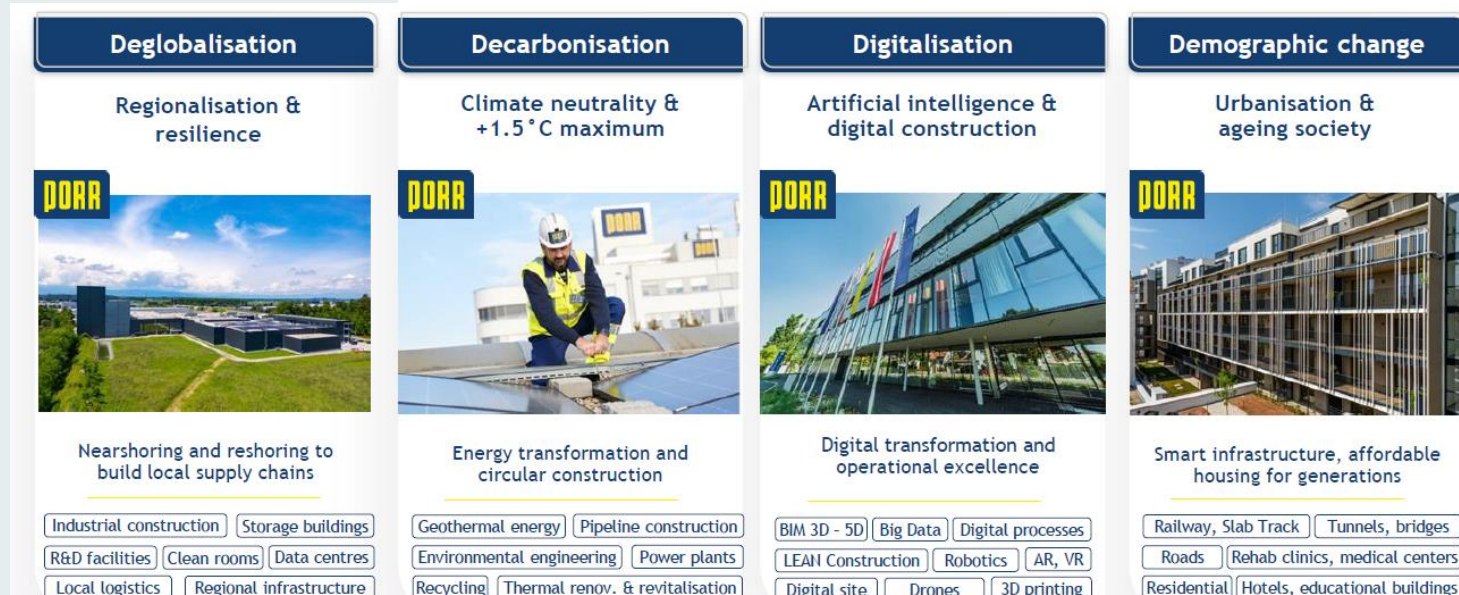 Deglobalisation
Regionalisation &
resilience
PORR
Nearshoring and reshoring to
build local supply chains
Industrial construction
Storage buildings
R&D facilities
Clean rooms
Data centres
Local logistics
Regional infrastructure
Decarbonisation
Climate neutrality &
+1.5°C maximum
PORR
PORR
Energy transformation and
circular construction
Geothermal energy
Pipeline construction
Environmental engineering
Power plants
Recycling
Thermal renov. & revitalisation
Digitalisation
Artificial intelligence &
digital construction
PORR
Digital transformation and
operational excellence
BIM 3D - 5D
Big Data
Digital processes
LEAN Construction
Robotics
AR, VR
Digital site
Drones
3D printing
Demographic change
Urbanisation &
ageing society
PORR
Smart infrastructure, affordable
housing for generations
Railway, Slab Track
Tunnels, bridges
Roads
Rehab clinics, medical centers
Residential
Hotels, educational buildings